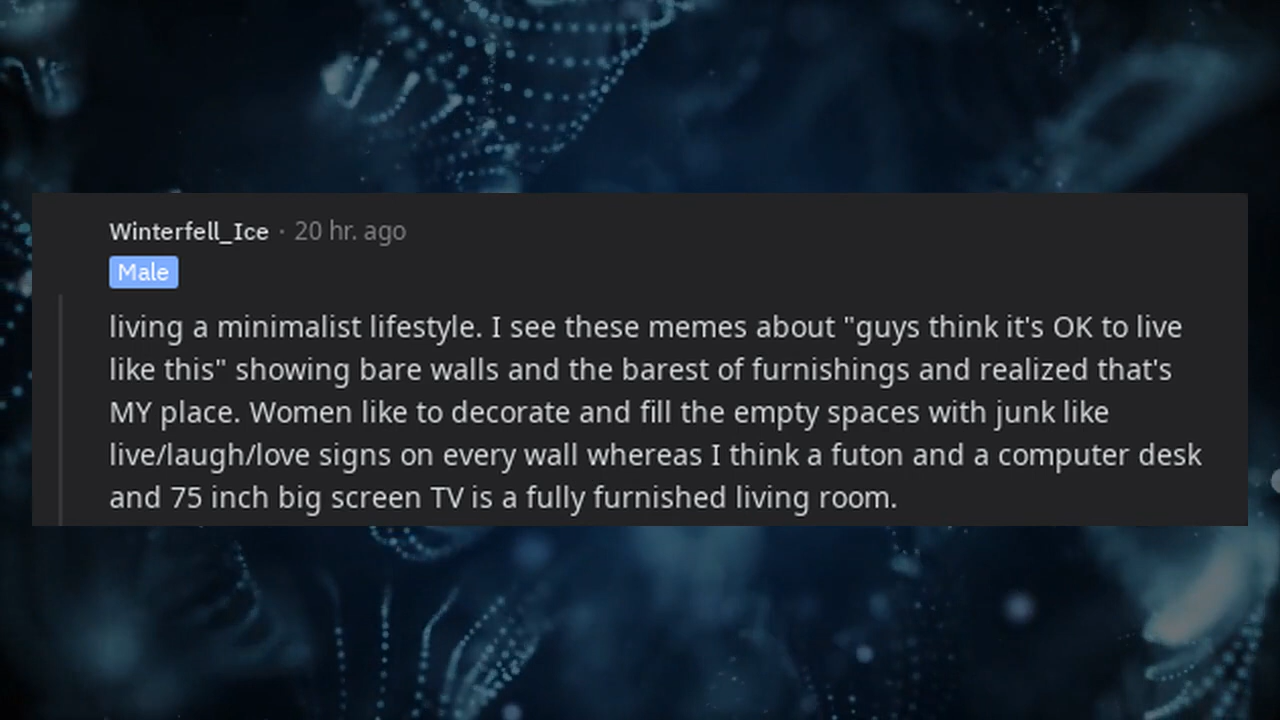 Winterfell_Ice · 20 hr. ago
Male
living a minimalist lifestyle. I see these memes about "guys think it's OK to live
like this" showing bare walls and the barest of furnishings and realized that's
MY place. Women like to decorate and fill the empty spaces with junk like
live/laugh/love signs on every wall whereas I think a futon and a computer desk
and 75 inch big screen TV is a fully furnished living room.